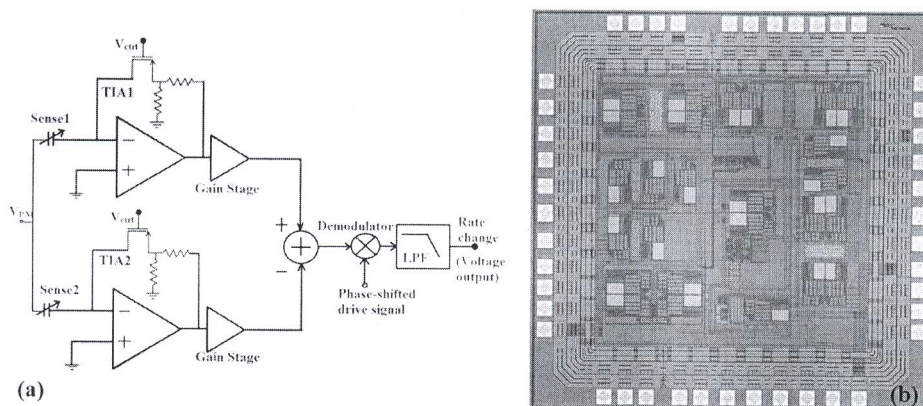 Vctrl
TIA1
Sense1
Gain Stage
Vctrl
TIA2
Sense2
Gain Stage
Demodulator
Rate
change
(Voltage
output)
LPF
Phase-shifted
drive signal
(a)
(b)